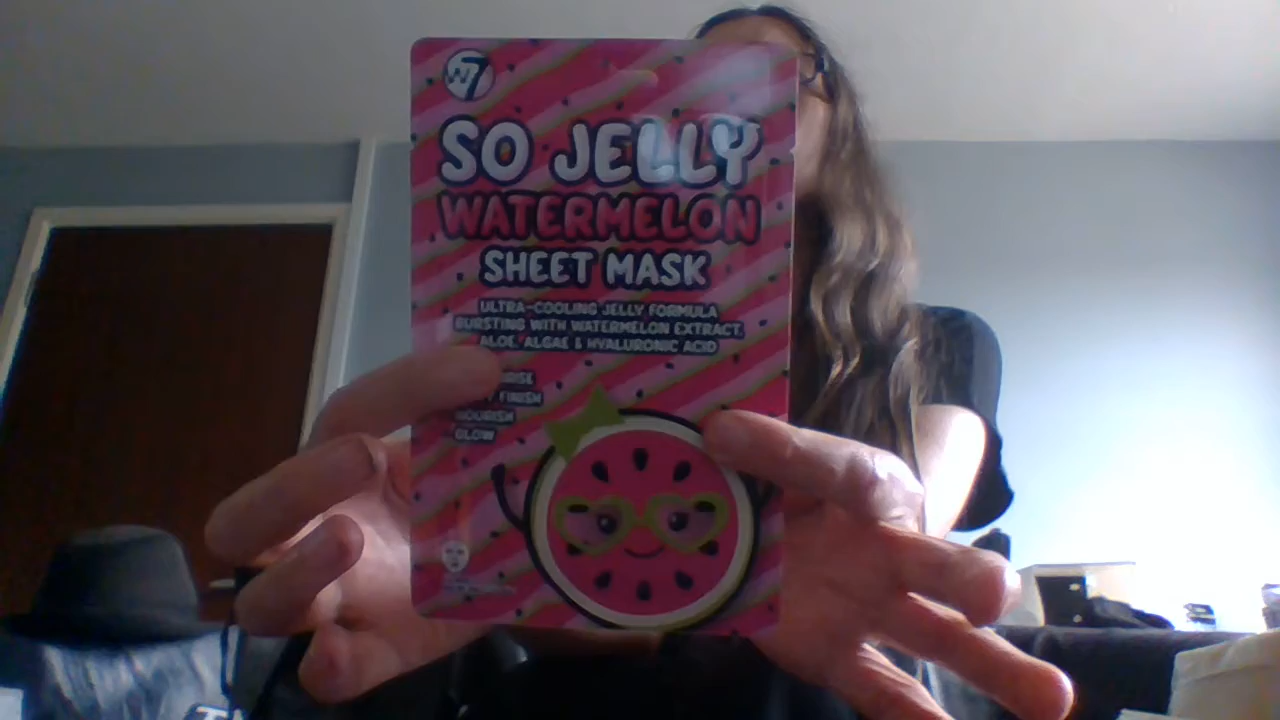 W7
SO JELLY
WATERMELON
SHEET MASK
ULTRA-COOLING JELLY FORMULA
BURSTING WITH WATERMELON EXTRACT,
ALOE, ALGAE & HYALURONIC ACID
FINISH
NOURISH
GLOW